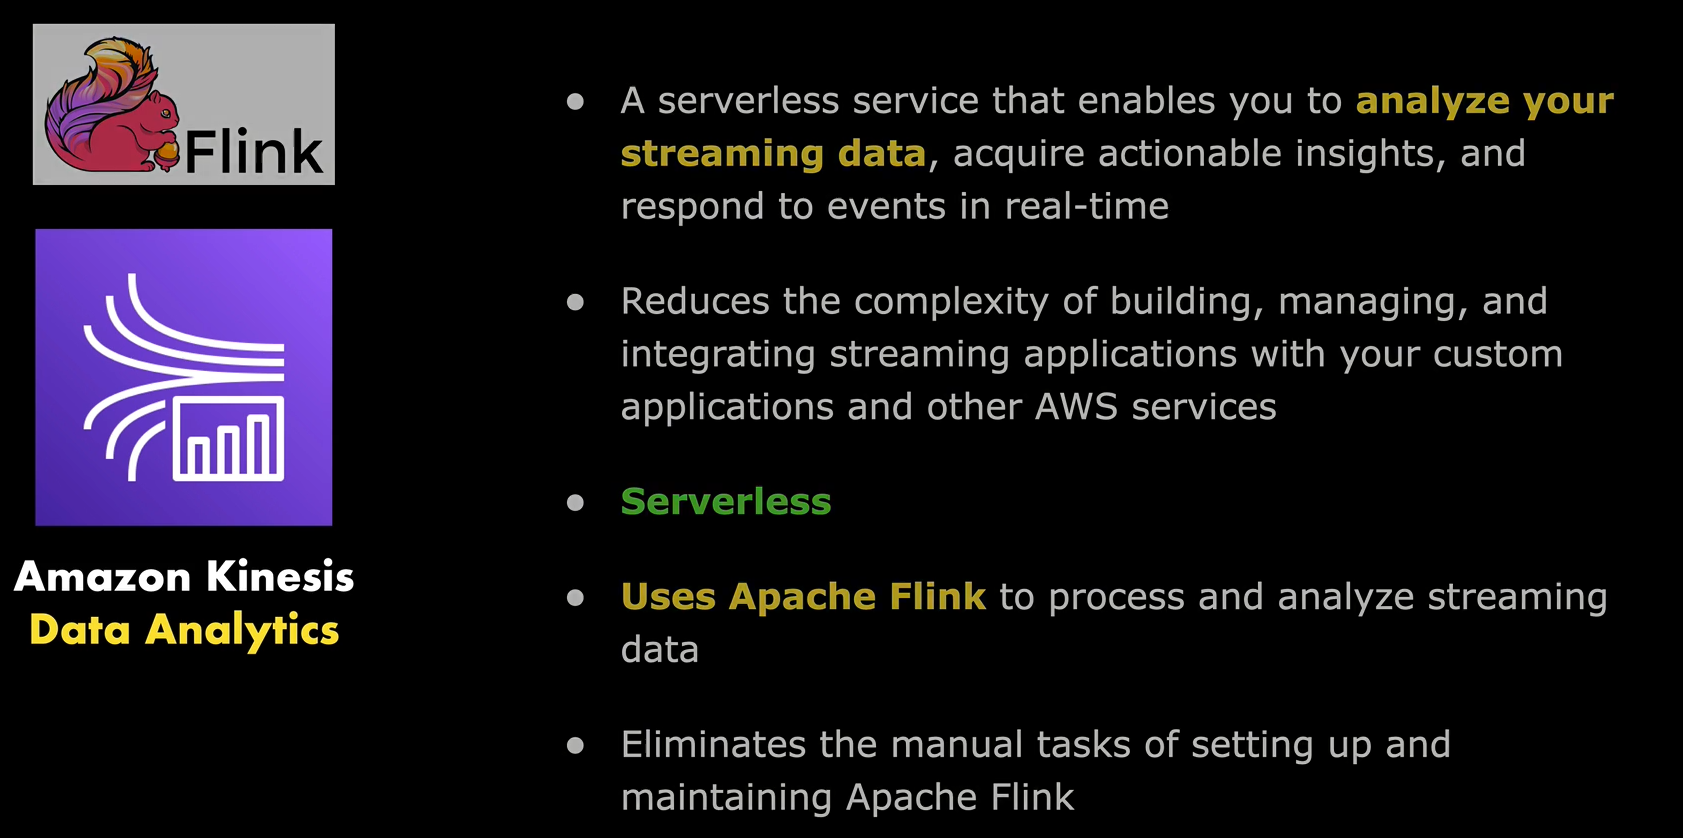 Flink
Amazon Kinesis
Data Analytics
● A serverless service that enables you to analyze your
streaming data, acquire actionable insights, and
respond to events in real-time
● Reduces the complexity of building, managing, and
integrating streaming applications with your custom
applications and other AWS services
● Serverless
● Uses Apache Flink to process and analyze streaming
data
● Eliminates the manual tasks of setting up and
maintaining Apache Flink